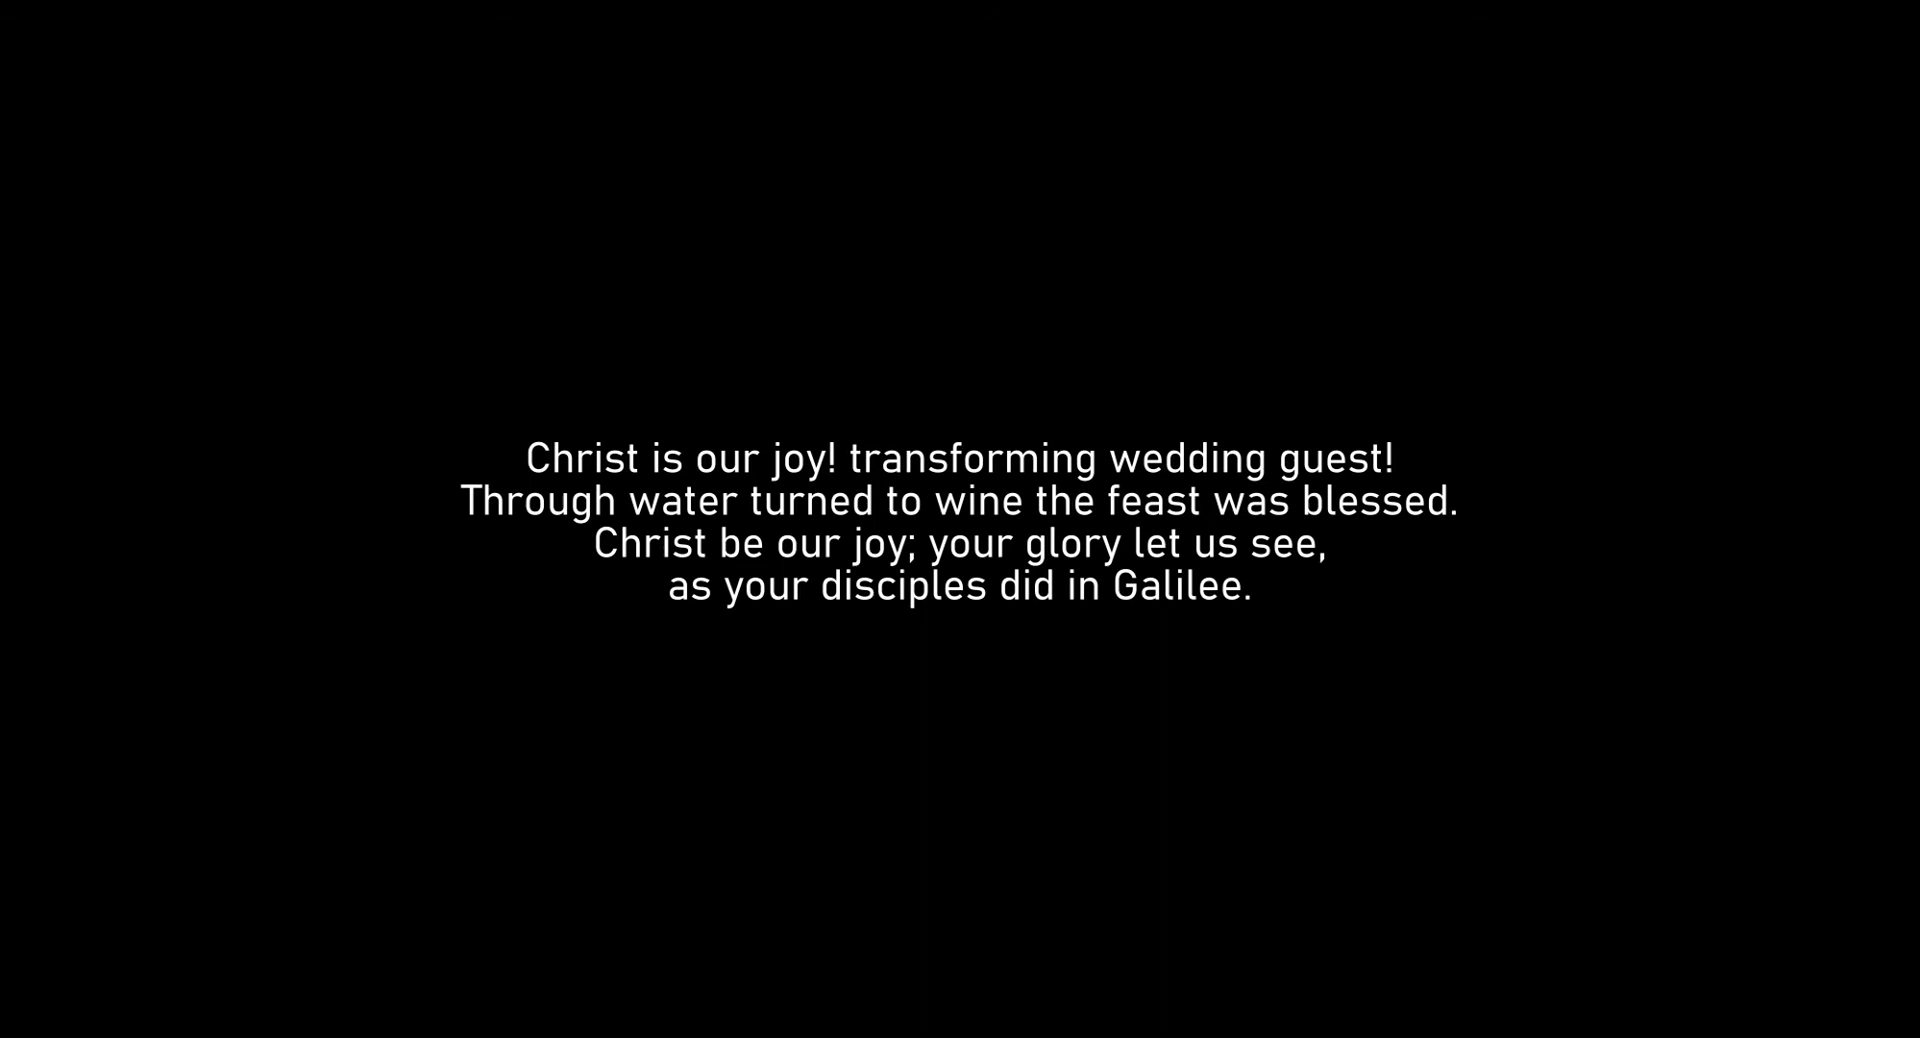 Christ is our joy! transforming wedding guest!
Through water turned to wine the feast was blessed.
Christ be our joy; your glory let us see,
as your disciples did in Galilee.